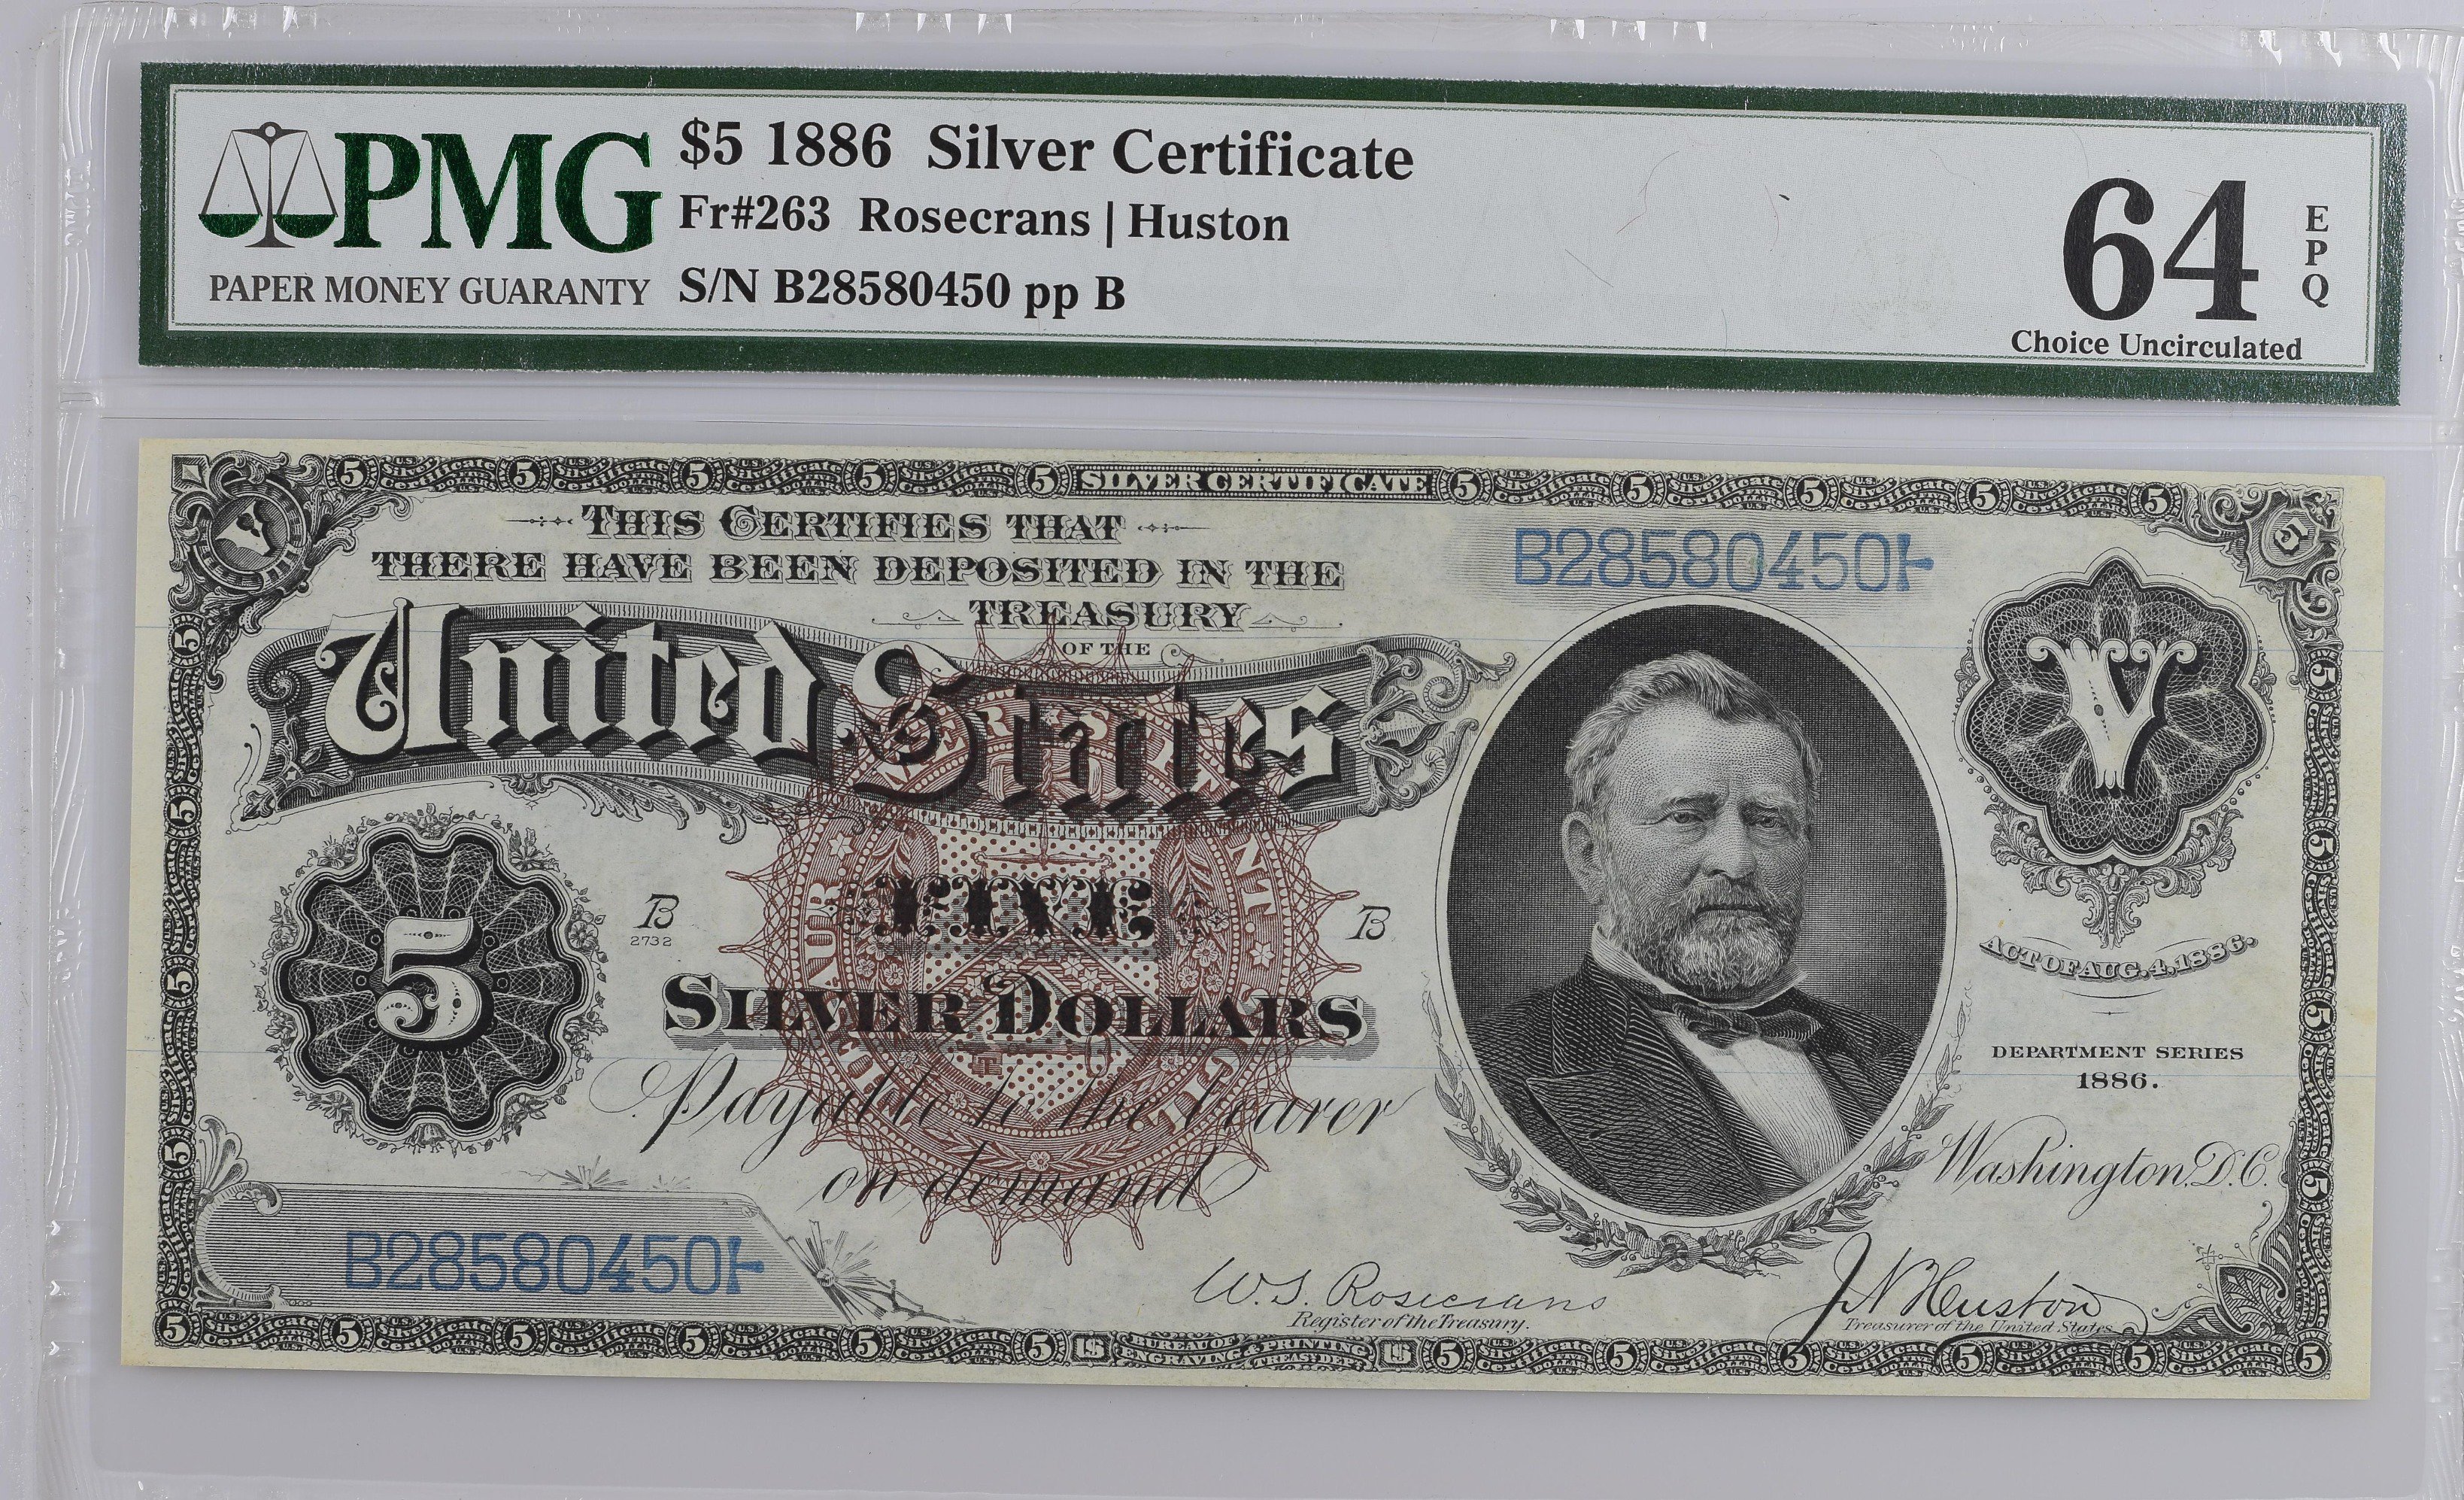 PMG
PAPER MONEY GUARANTY
$5 1886 Silver Certificate
Fr#263 Rosecrans | Huston
S/N B28580450 pp B
64
EPQ
Choice Uncirculated
SILVER CERTIFICATE
THIS CERTIFIES THAT
THERE HAVE BEEN DEPOSITED IN THE
TREASURY
OF THE
United States
B28580450
V
5
B
2732
FIVE
B
SILVER DOLLARS
Payable to the bearer
on demand
ACT OF AUG. 4, 1886.
DEPARTMENT SERIES
1886.
Washington, D.C.
B28580450
W.S. Rosecrans
Register of the Treasury.
J N Huston
Treasurer of the United States.
BUREAU OF
ENGRAVING & PRINTING
TREAS. DEPT.